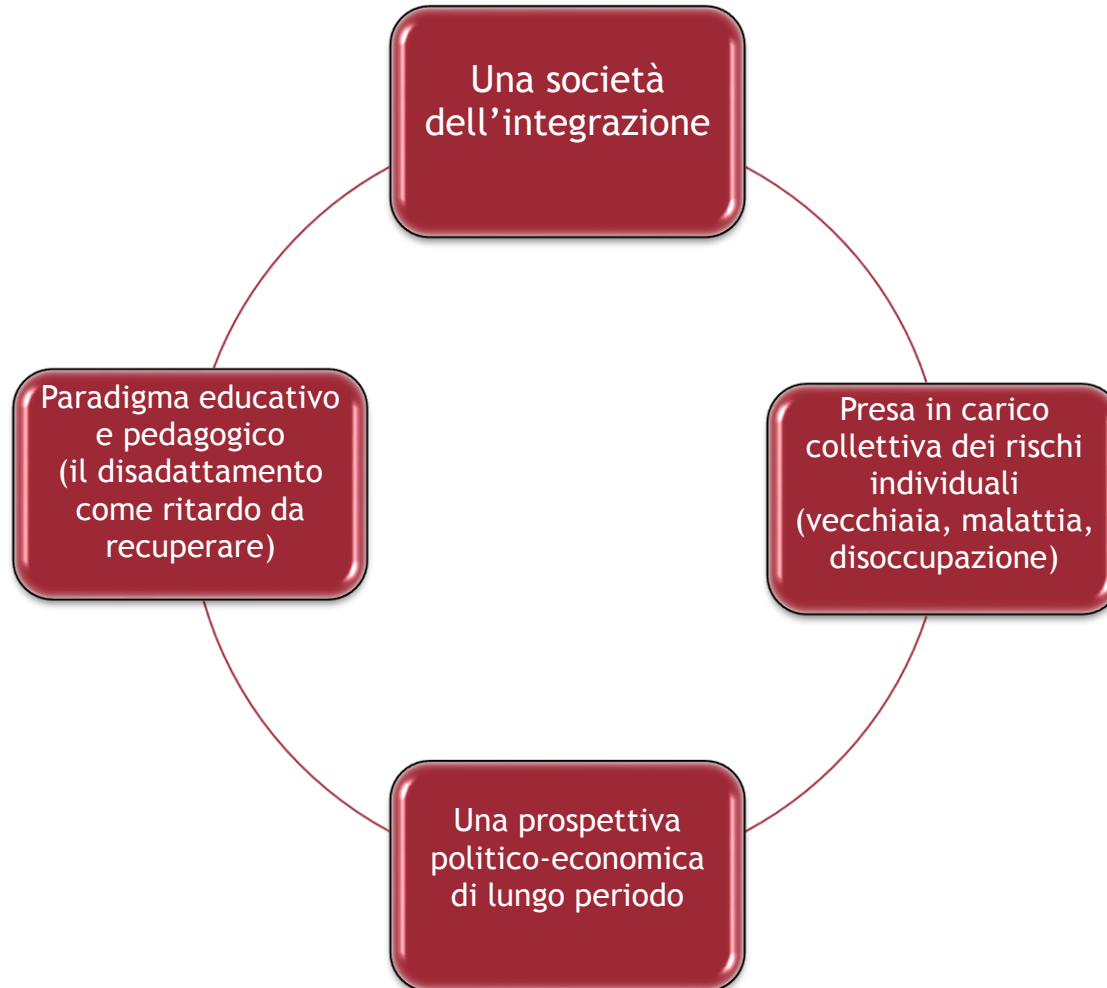 Una società
dell’integrazione
Paradigma educativo
e pedagogico
(il disadattamento
come ritardo da
recuperare)
Presa in carico
collettiva dei rischi
individuali
(vecchiaia, malattia,
disoccupazione)
Una prospettiva
politico-economica
di lungo periodo